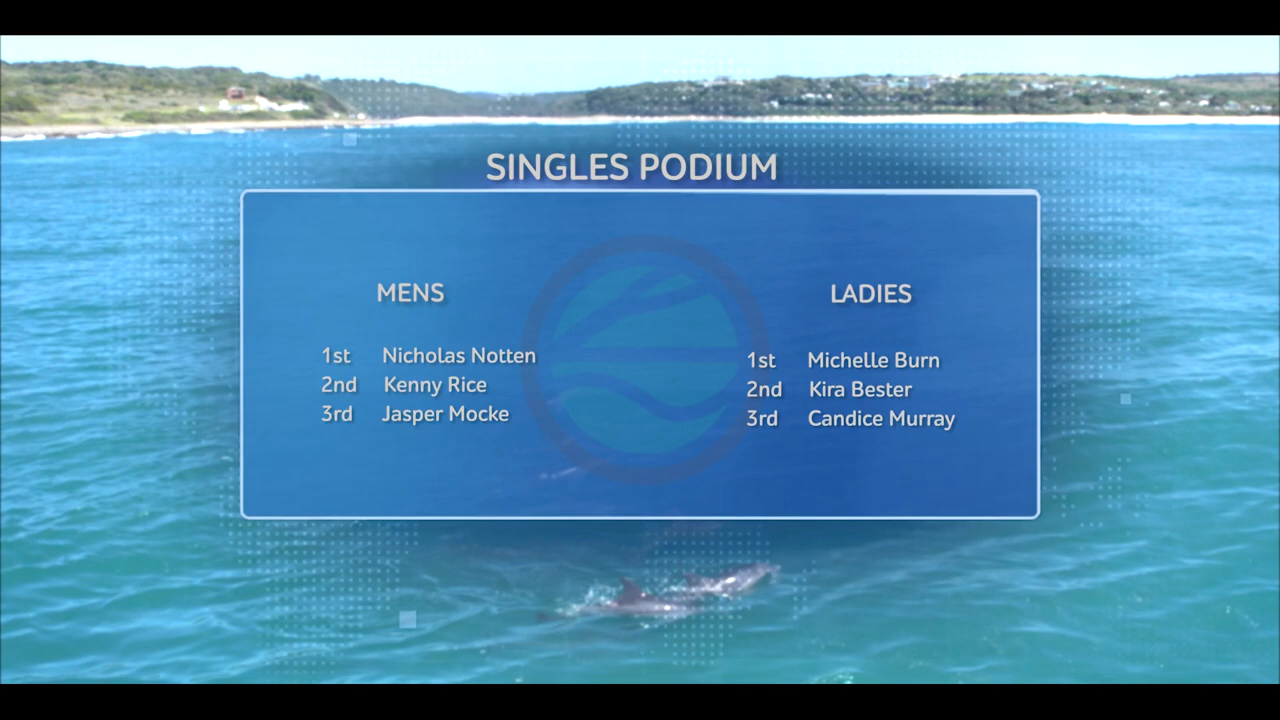 SINGLES PODIUM
MENS
1st Nicholas Notten
2nd Kenny Rice
3rd Jasper Mocke
LADIES
1st Michelle Burn
2nd Kira Bester
3rd Candice Murray